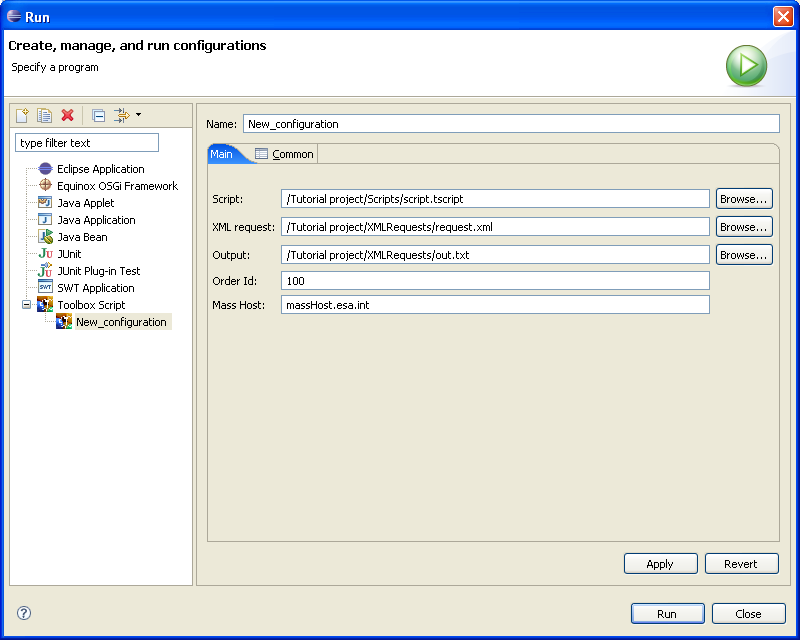 Run
Create, manage, and run configurations
Specify a program
type filter text
Eclipse Application
Equinox OSGi Framework
Java Applet
Java Application
Java Bean
JUnit
JUnit Plug-in Test
SWT Application
Toolbox Script
New_configuration
Name: New_configuration
Main Common
Script: /Tutorial project/Scripts/script.tscript Browse...
XML request: /Tutorial project/XMLRequests/request.xml Browse...
Output: /Tutorial project/XMLRequests/out.txt Browse...
Order Id: 100
Mass Host: massHost.esa.int
Apply Revert
Run Close